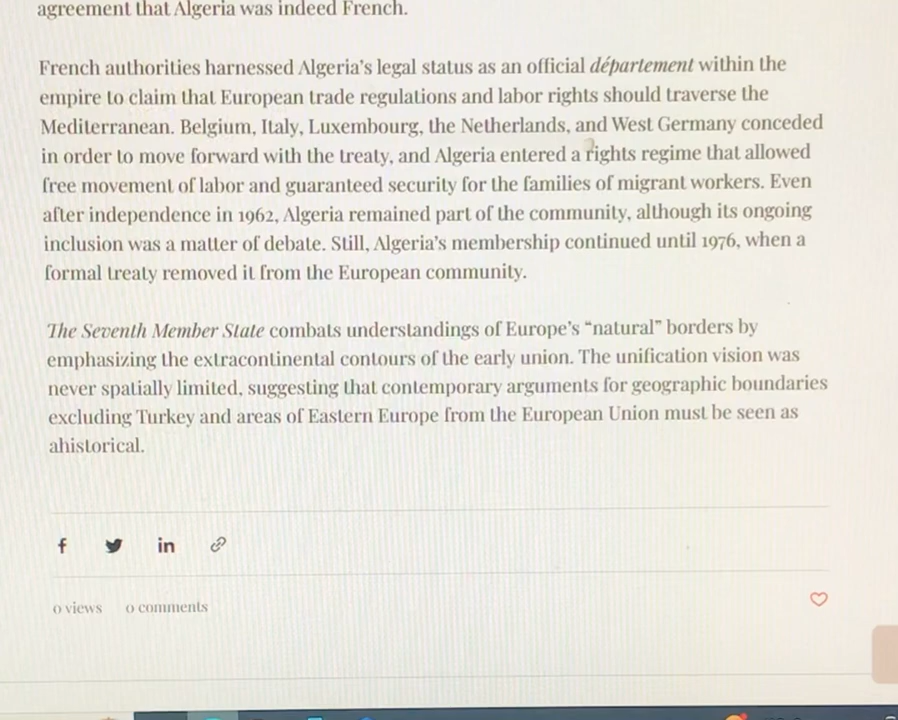 agreement that Algeria was indeed French.
French authorities harnessed Algeria's legal status as an official département within the
empire to claim that European trade regulations and labor rights should traverse the
Mediterranean. Belgium, Italy, Luxembourg, the Netherlands, and West Germany conceded
in order to move forward with the treaty, and Algeria entered a rights regime that allowed
free movement of labor and guaranteed security for the families of migrant workers. Even
after independence in 1962, Algeria remained part of the community, although its ongoing
inclusion was a matter of debate. Still, Algeria's membership continued until 1976, when a
formal treaty removed it from the European community.
The Seventh Member State combats understandings of Europe's “natural” borders by
emphasizing the extracontinental contours of the early union. The unification vision was
never spatially limited, suggesting that contemporary arguments for geographic boundaries
excluding Turkey and areas of Eastern Europe from the European Union must be seen as
ahistorical.
f in
0 views 0 comments